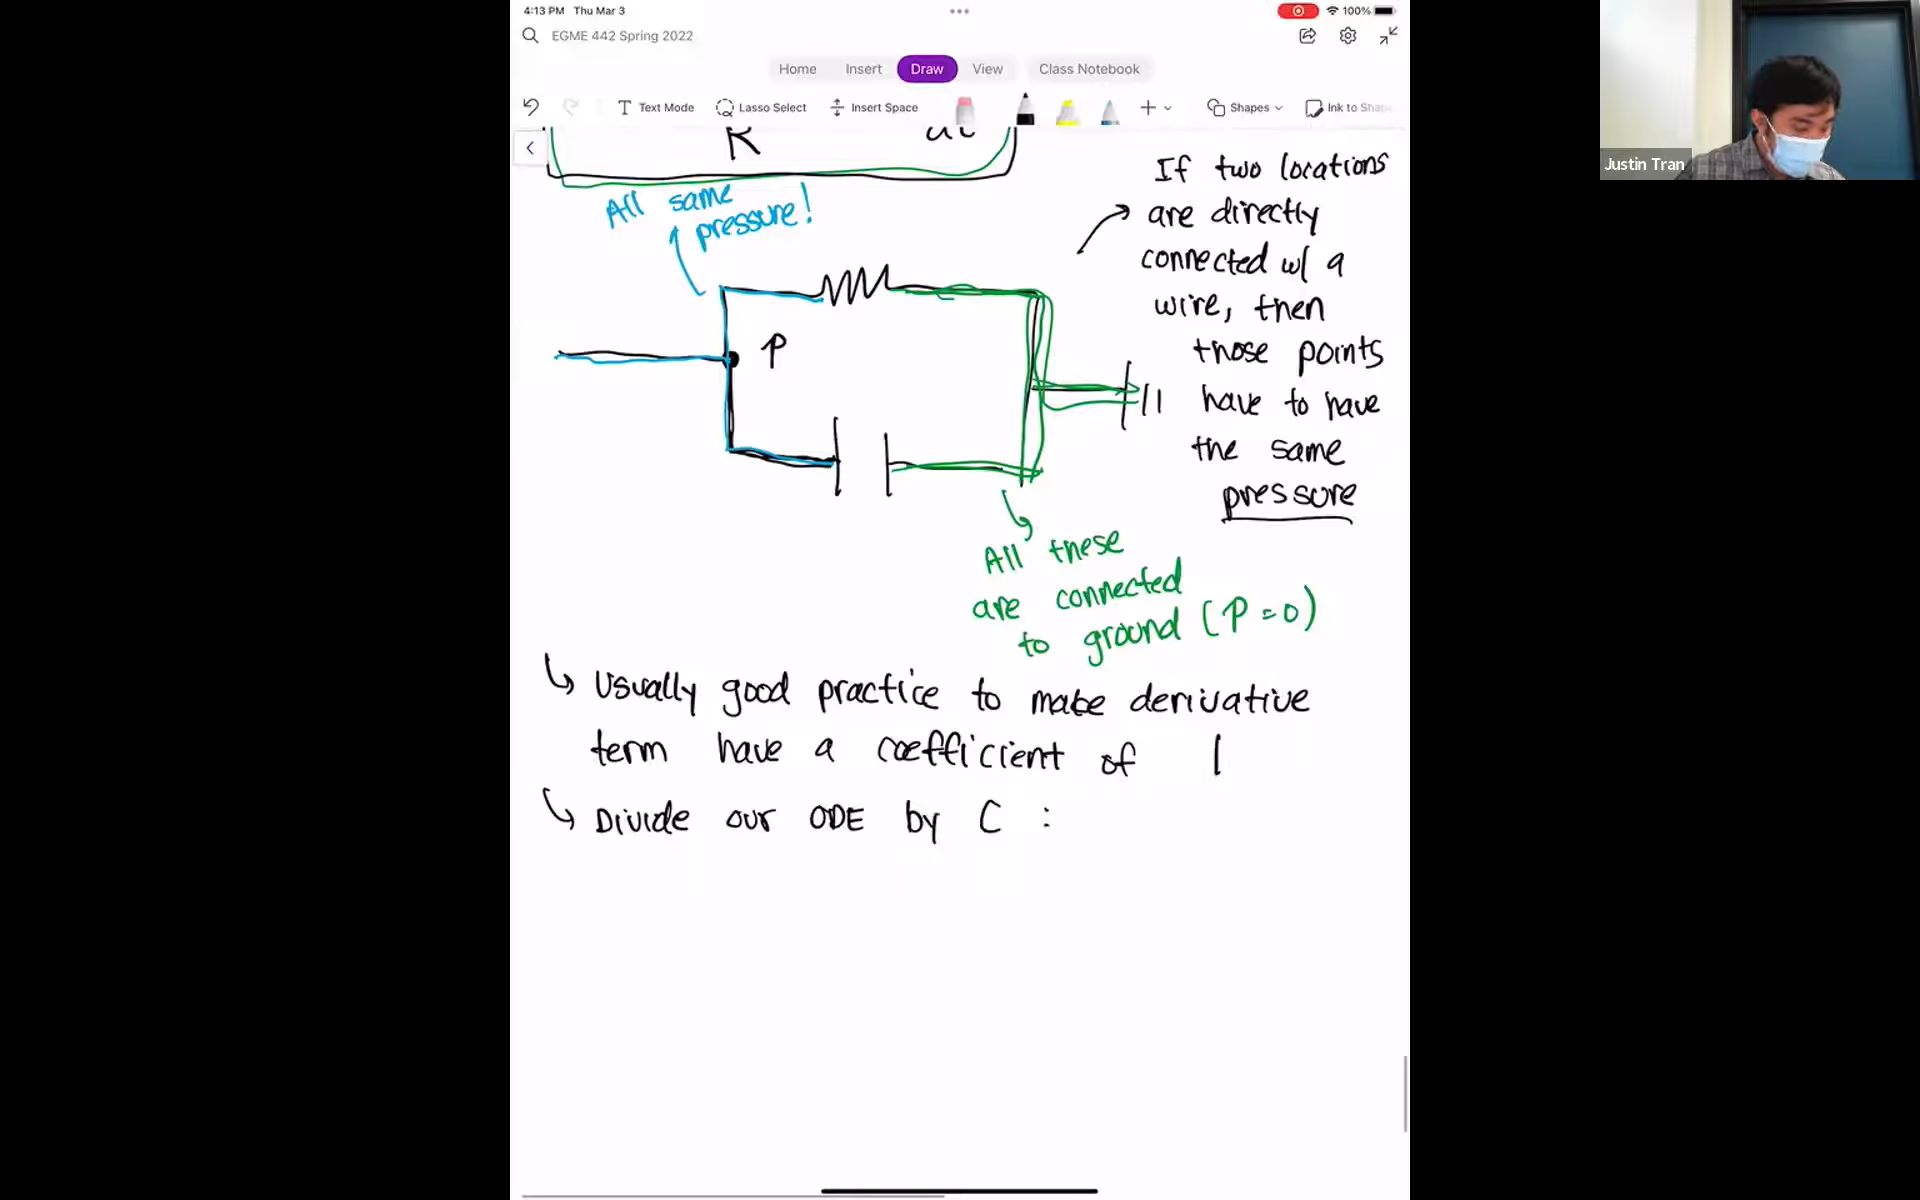 4:13 PM Thu Mar 3
100%
EGME 442 Spring 2022
Home Insert Draw View Class Notebook
Text Mode Lasso Select Insert Space Shapes Ink to Shape
Justin Tran
R
All same
pressure!
P
If two locations
are directly
connected w/ a
wire, then
those points
have to have
the same
pressure
All these
are connected
to ground (P=0)
Usually good practice to make derivative
term have a coefficient of 1
Divide our ODE by C :